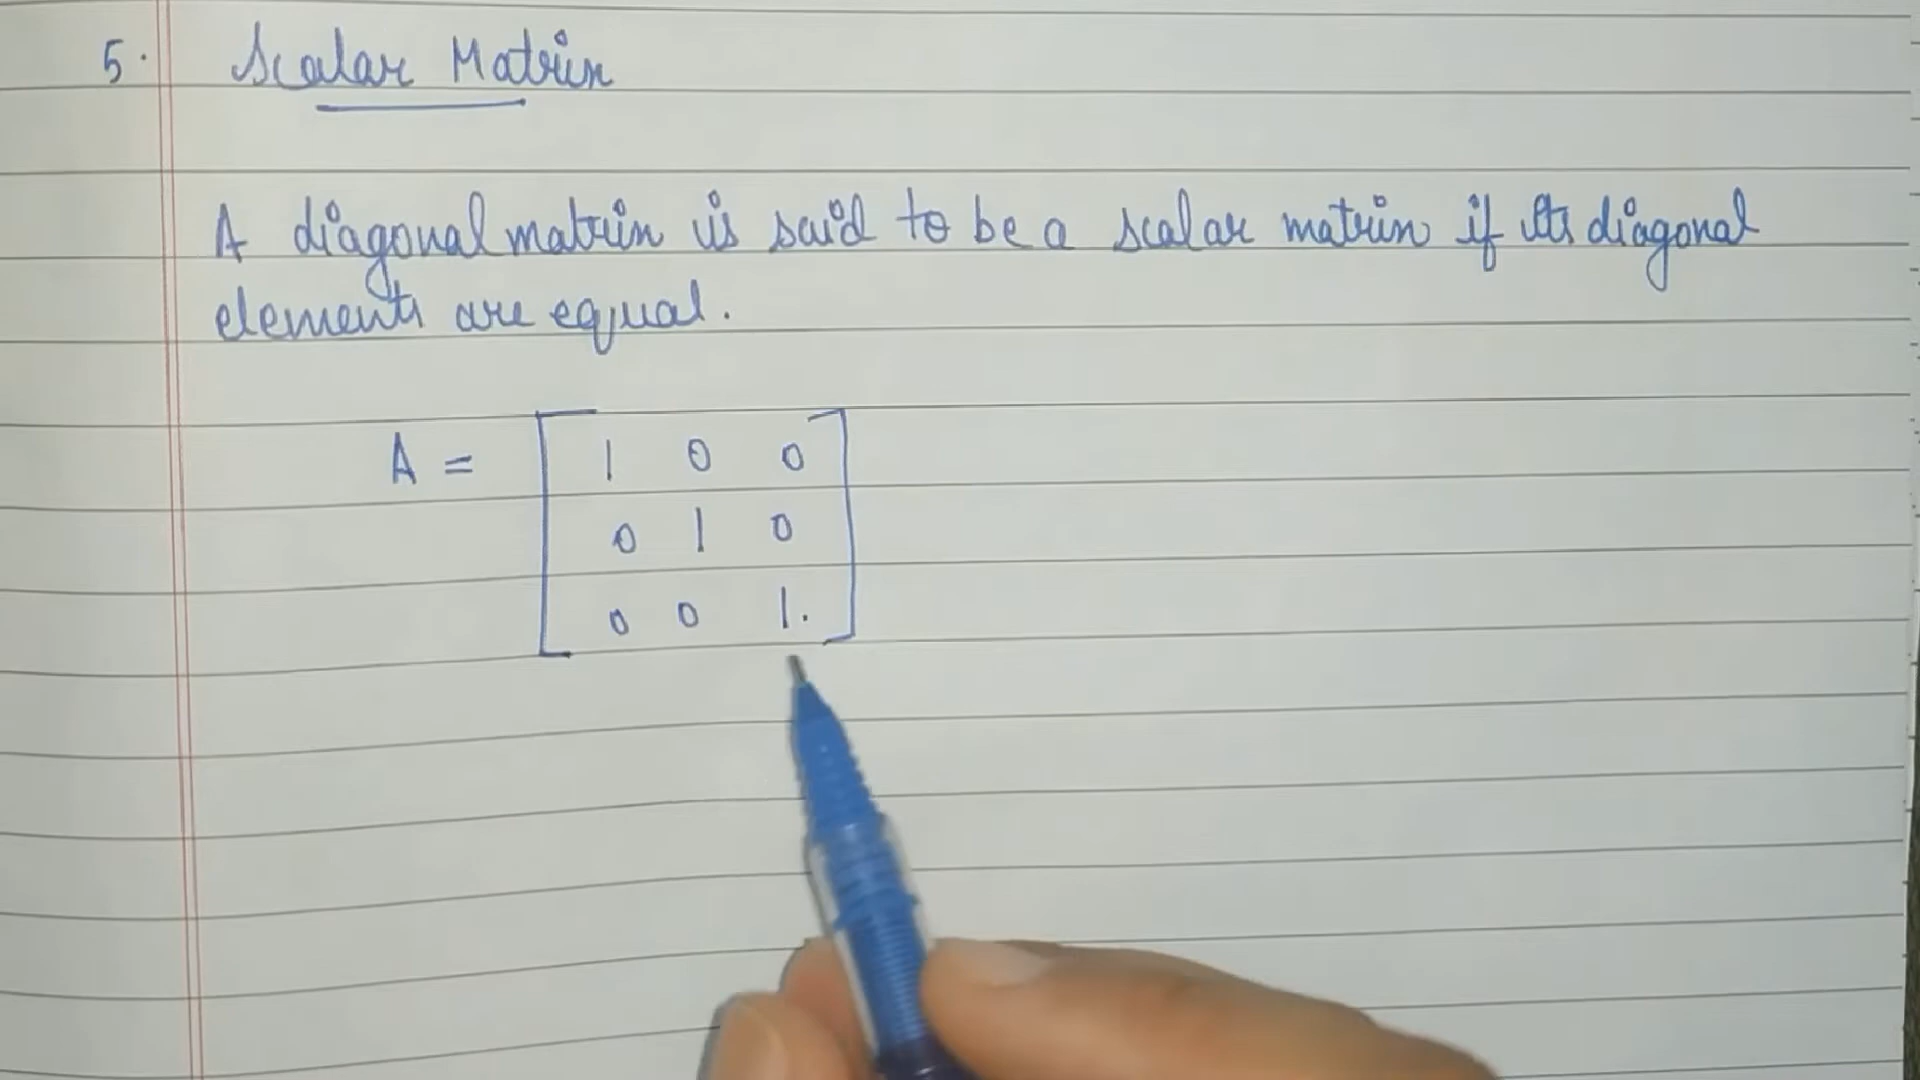 5. Scalar Matrix
A diagonal matrix is said to be a scalar matrix if its diagonal
elements are equal.
A = 1 0 0
0 1 0
0 0 1.